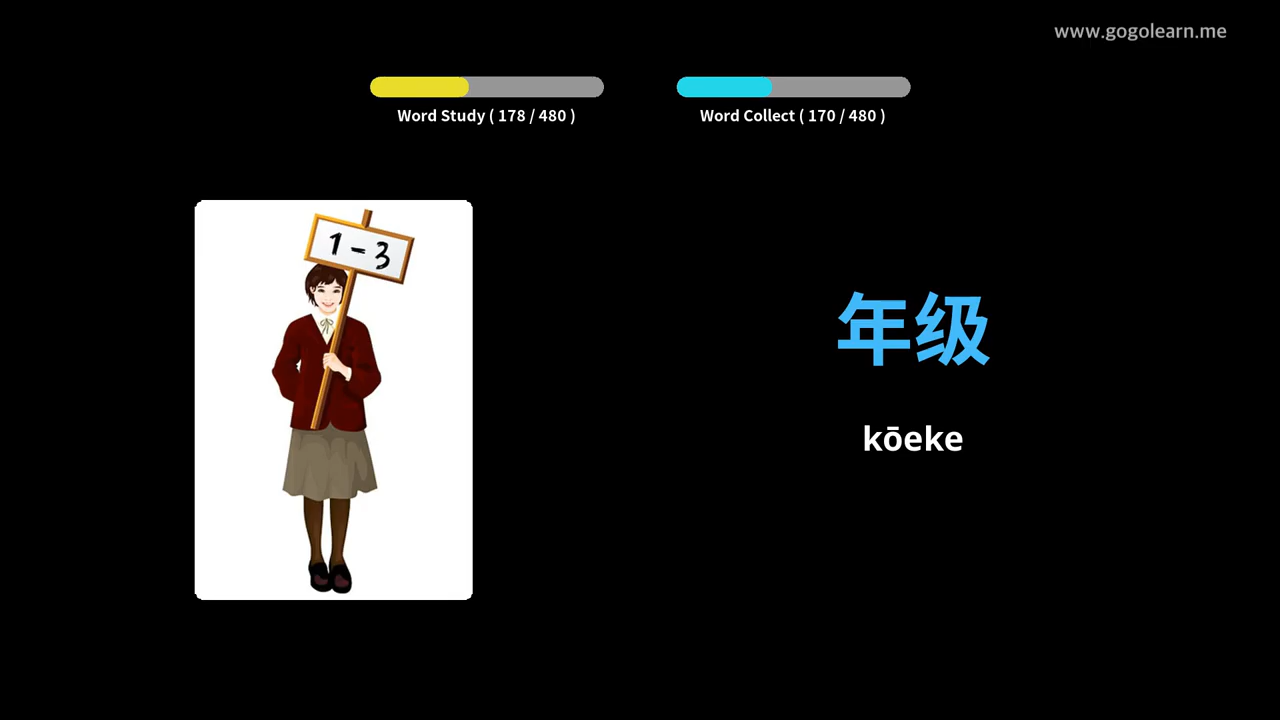 www.gogolearn.me
Word Study ( 178 / 480 )
Word Collect ( 170 / 480 )
1 - 3
年级
kōeke